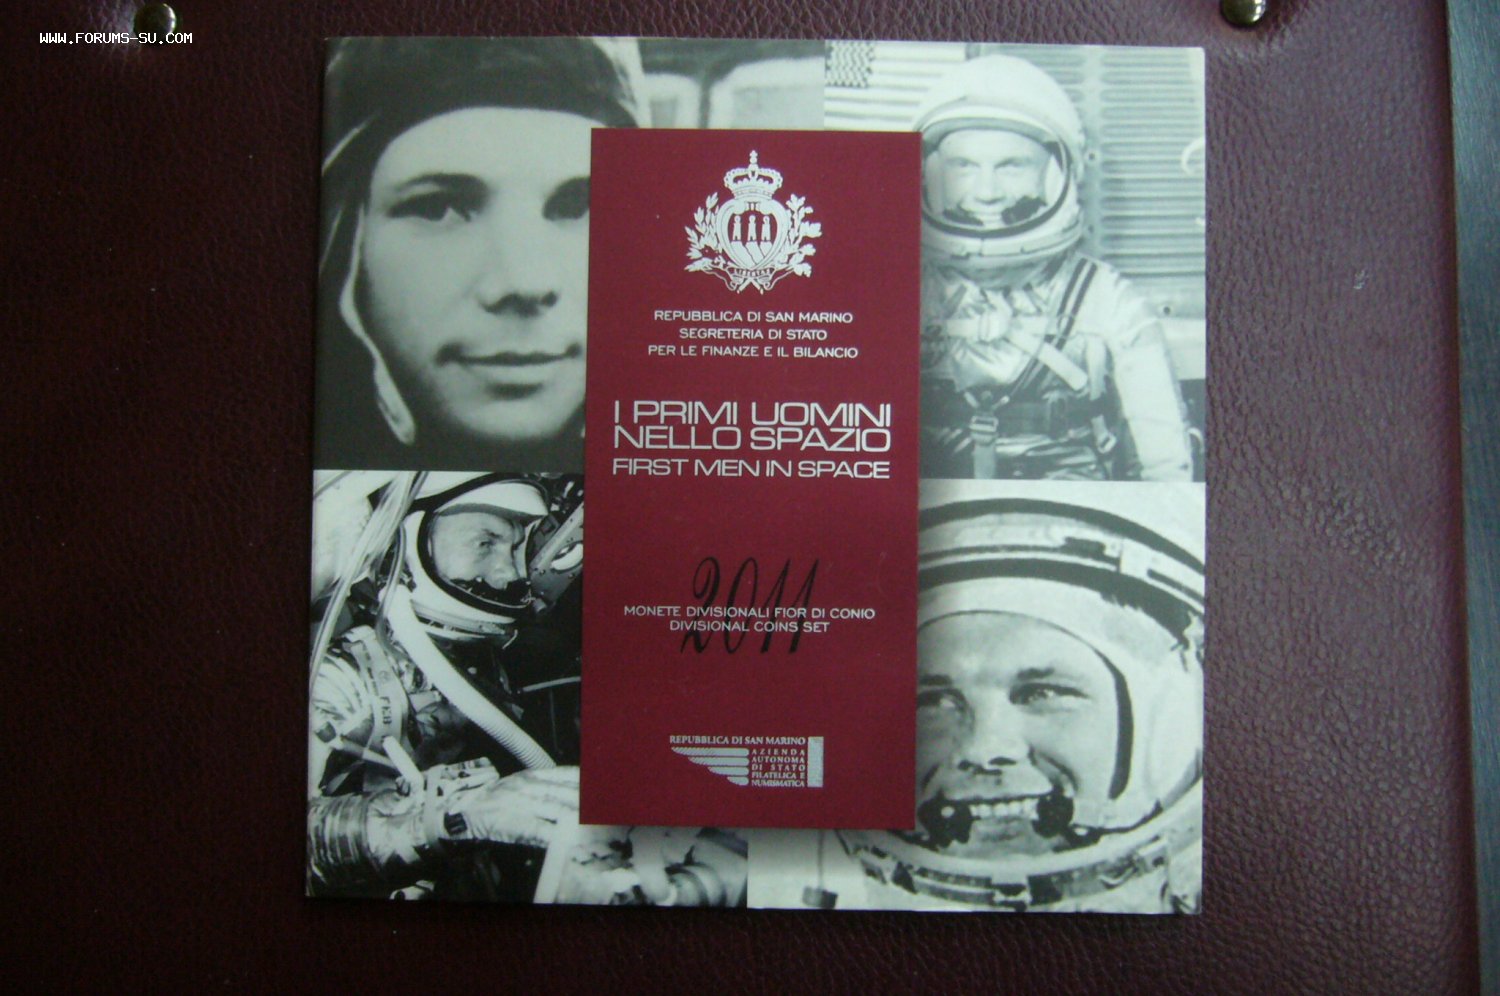 WWW.FORUMS-SU.COM
LIBERTAS
REPUBBLICA DI SAN MARINO
SEGRETERIA DI STATO
PER LE FINANZE E IL BILANCIO
I PRIMI UOMINI
NELLO SPAZIO
FIRST MEN IN SPACE
2011
MONETE DIVISIONALI FIOR DI CONIO
DIVISIONAL COINS SET
REPUBBLICA DI SAN MARINO
AZIENDA
AUTONOMA
DI STATO
FILATELICA E
NUMISMATICA